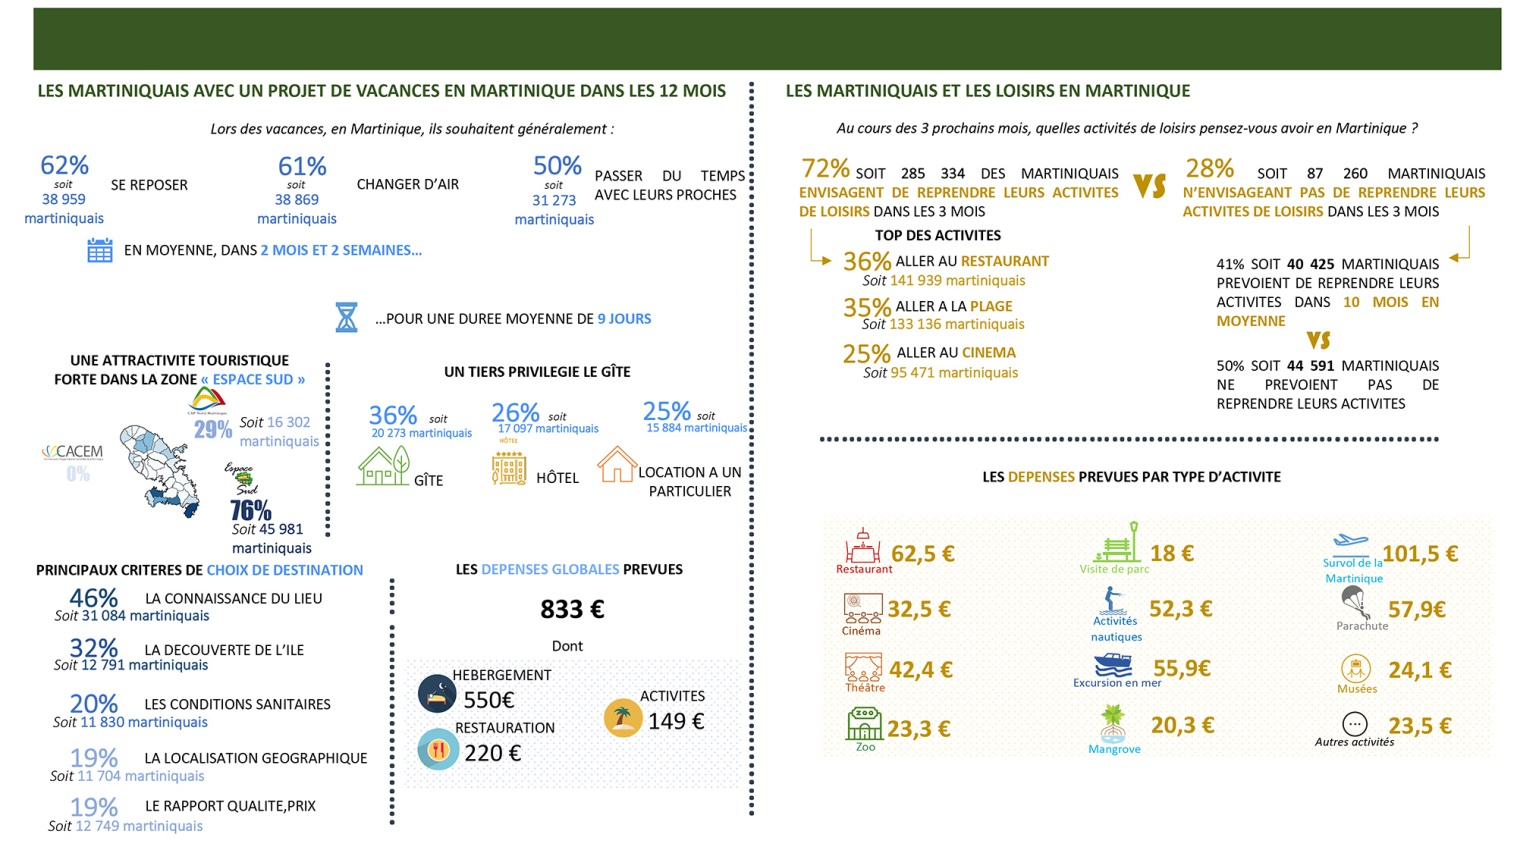 LES MARTINIQUAIS AVEC UN PROJET DE VACANCES EN MARTINIQUE DANS LES 12 MOIS
Lors des vacances, en Martinique, ils souhaitent généralement :
62%
soit
38 959
martiniquais
SE REPOSER
61%
soit
38 869
martiniquais
CHANGER D'AIR
50%
soit
31 273
martiniquais
PASSER DU TEMPS
AVEC LEURS PROCHES
EN MOYENNE, DANS 2 MOIS ET 2 SEMAINES...
...POUR UNE DUREE MOYENNE DE 9 JOURS
UNE ATTRACTIVITE TOURISTIQUE
FORTE DANS LA ZONE « ESPACE SUD »
29%
Soit 16 302
martiniquais
CACEM
0%
Espace
Sud
76%
Soit 45 981
martiniquais
UN TIERS PRIVILEGIE LE GÎTE
36% soit
20 273 martiniquais
GÎTE
26% soit
17 097 martiniquais
HÔTEL
HÔTEL
25% soit
15 884 martiniquais
LOCATION A UN
PARTICULIER
PRINCIPAUX CRITERES DE CHOIX DE DESTINATION
46% LA CONNAISSANCE DU LIEU
Soit 31 084 martiniquais
32% LA DECOUVERTE DE L'ILE
Soit 12 791 martiniquais
20% LES CONDITIONS SANITAIRES
Soit 11 830 martiniquais
19% LA LOCALISATION GEOGRAPHIQUE
Soit 11 704 martiniquais
19% LE RAPPORT QUALITE,PRIX
Soit 12 749 martiniquais
LES DEPENSES GLOBALES PREVUES
833 €
Dont
HEBERGEMENT
550€
RESTAURATION
220 €
ACTIVITES
149 €
LES MARTINIQUAIS ET LES LOISIRS EN MARTINIQUE
Au cours des 3 prochains mois, quelles activités de loisirs pensez-vous avoir en Martinique ?
72% SOIT 285 334 DES MARTINIQUAIS
ENVISAGENT DE REPRENDRE LEURS ACTIVITES
DE LOISIRS DANS LES 3 MOIS
VS
28% SOIT 87 260 MARTINIQUAIS
N'ENVISAGEANT PAS DE REPRENDRE LEURS
ACTIVITES DE LOISIRS DANS LES 3 MOIS
TOP DES ACTIVITES
36% ALLER AU RESTAURANT
Soit 141 939 martiniquais
35% ALLER A LA PLAGE
Soit 133 136 martiniquais
25% ALLER AU CINEMA
Soit 95 471 martiniquais
41% SOIT 40 425 MARTINIQUAIS
PREVOIENT DE REPRENDRE LEURS
ACTIVITES DANS 10 MOIS EN
MOYENNE
VS
50% SOIT 44 591 MARTINIQUAIS
NE PREVOIENT PAS DE
REPRENDRE LEURS ACTIVITES
LES DEPENSES PREVUES PAR TYPE D'ACTIVITE
Restaurant 62,5 €
Visite de parc 18 €
Survol de la
Martinique
101,5 €
Cinéma 32,5 €
Activités
nautiques
52,3 €
Parachute 57,9€
Théâtre 42,4 €
Excursion en mer 55,9€
Musées 24,1 €
ZOO
Zoo 23,3 €
Mangrove 20,3 €
Autres activités 23,5 €